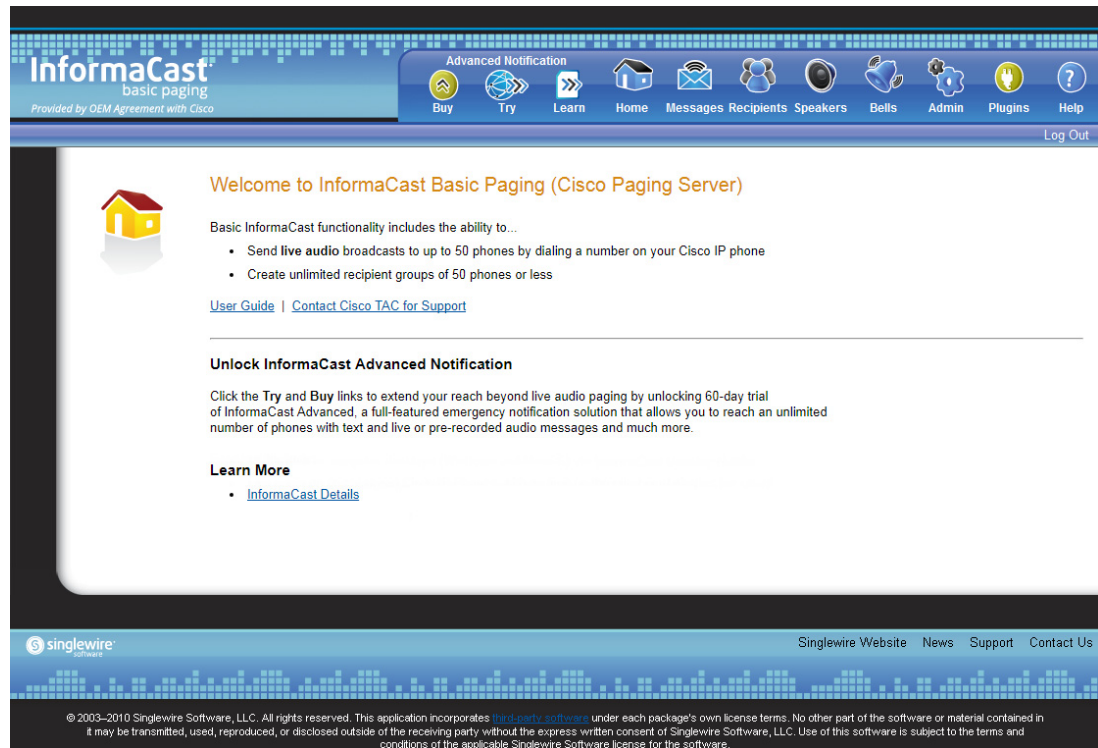 InformaCast
basic paging
Provided by OEM Agreement with Cisco
Advanced Notification
Buy Try Learn Home Messages Recipients Speakers Bells Admin Plugins Help
Log Out
Welcome to InformaCast Basic Paging (Cisco Paging Server)
Basic InformaCast functionality includes the ability to...
• Send live audio broadcasts to up to 50 phones by dialing a number on your Cisco IP phone
• Create unlimited recipient groups of 50 phones or less
User Guide | Contact Cisco TAC for Support
Unlock InformaCast Advanced Notification
Click the Try and Buy links to extend your reach beyond live audio paging by unlocking 60-day trial
of InformaCast Advanced, a full-featured emergency notification solution that allows you to reach an unlimited
number of phones with text and live or pre-recorded audio messages and much more.
Learn More
• InformaCast Details
singlewire
software
Singlewire Website News Support Contact Us
© 2003–2010 Singlewire Software, LLC. All rights reserved. This application incorporates third-party software under each package's own license terms. No other part of the software or material contained in
it may be transmitted, used, reproduced, or disclosed outside of the receiving party without the express written consent of Singlewire Software, LLC. Use of this software is subject to the terms and
conditions of the applicable Singlewire Software license for the software.